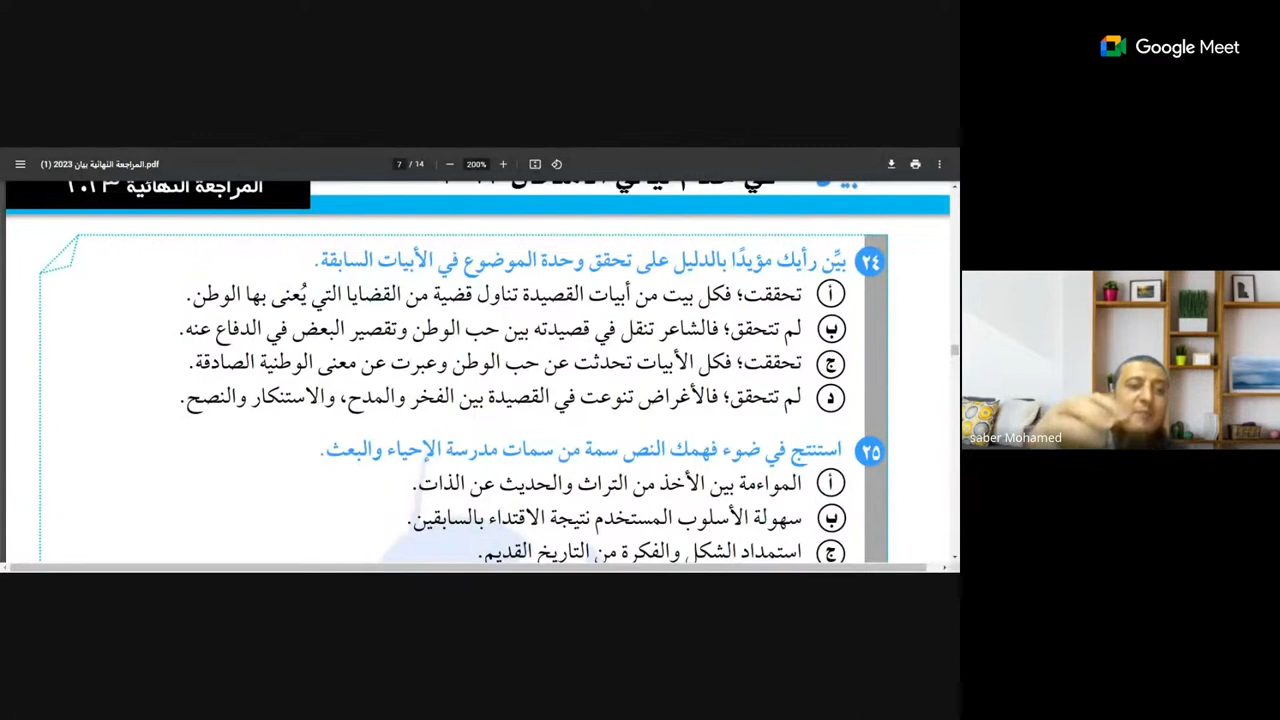 Google Meet
المراجعة النهائية بيان 2023 (1).pdf
7 / 14
200%
المراجعة النهائية ٢٠٢٣
٢٤ بيِّن رأيك مؤيدًا بالدليل على تحقق وحدة الموضوع في الأبيات السابقة.
أ تحققت؛ فكل بيت من أبيات القصيدة تناول قضية من القضايا التي يُعنى بها الوطن.
ب لم تتحقق؛ فالشاعر تنقل في قصيدته بين حب الوطن وتقصير البعض في الدفاع عنه.
ج تحققت؛ فكل الأبيات تحدثت عن حب الوطن وعبرت عن معنى الوطنية الصادقة.
د لم تتحقق؛ فالأغراض تنوعت في القصيدة بين الفخر والمدح، والاستنكار والنصح.
٢٥ استنتج في ضوء فهمك النص سمة من سمات مدرسة الإحياء والبعث.
أ المواءمة بين الأخذ من التراث والحديث عن الذات.
ب سهولة الأسلوب المستخدم نتيجة الاقتداء بالسابقين.
ج استمداد الشكل والفكرة من التاريخ القديم.
saber Mohamed